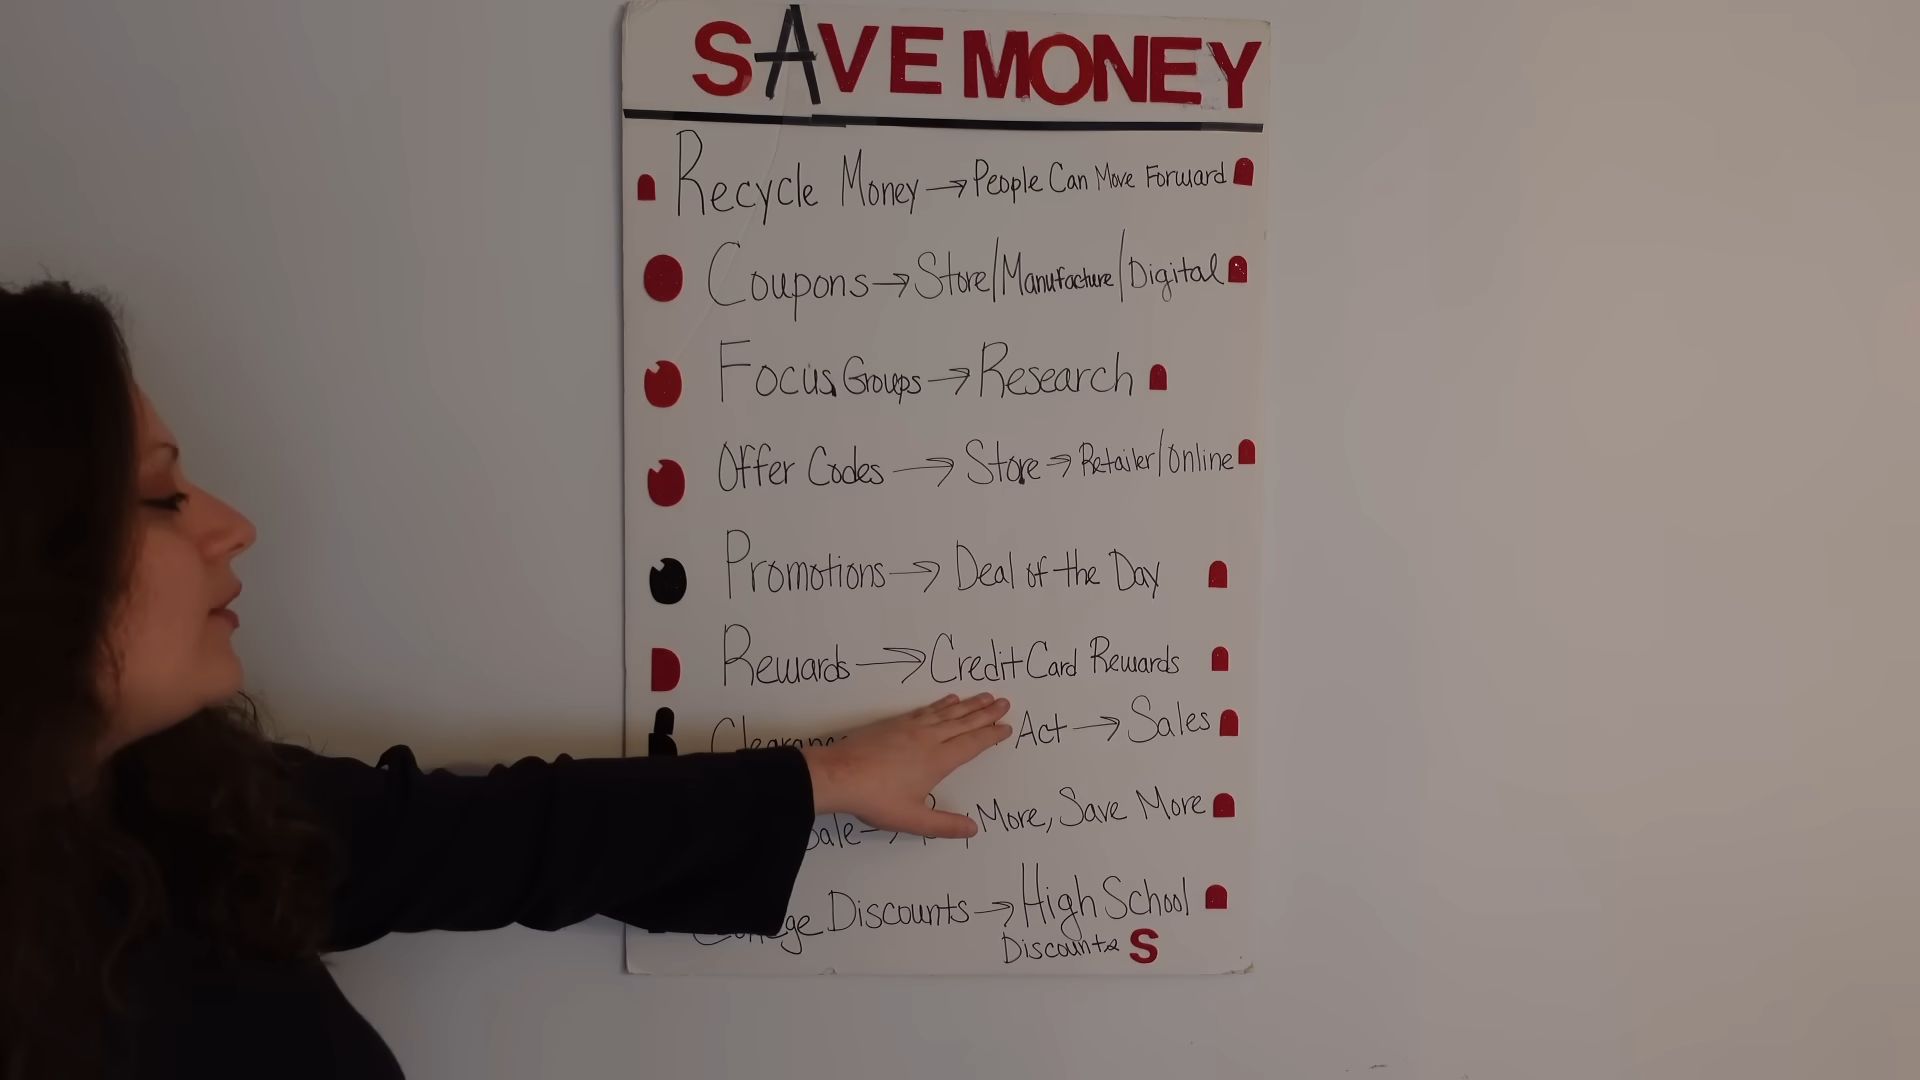 SAVE MONEY
Recycle Money → People Can Move Forward
Coupons → Store/Manufacture/Digital
Focus Groups → Research
Offer Codes → Store → Retailer/Online
Promotions → Deal of the Day
Rewards → Credit Card Rewards
Act → Sales
Sale → More, Save More
Discounts → High School
Discounts S